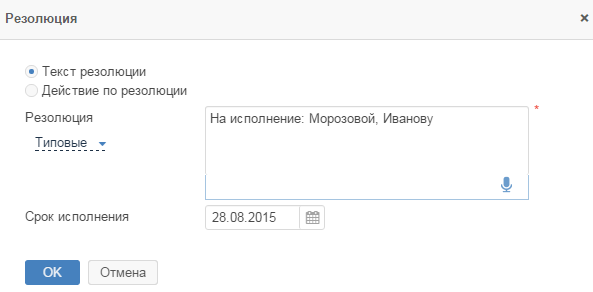 Резолюция
Текст резолюции
Действие по резолюции
Резолюция
На исполнение: Морозовой, Иванову
*
Типовые
Срок исполнения
28.08.2015
OK
Отмена